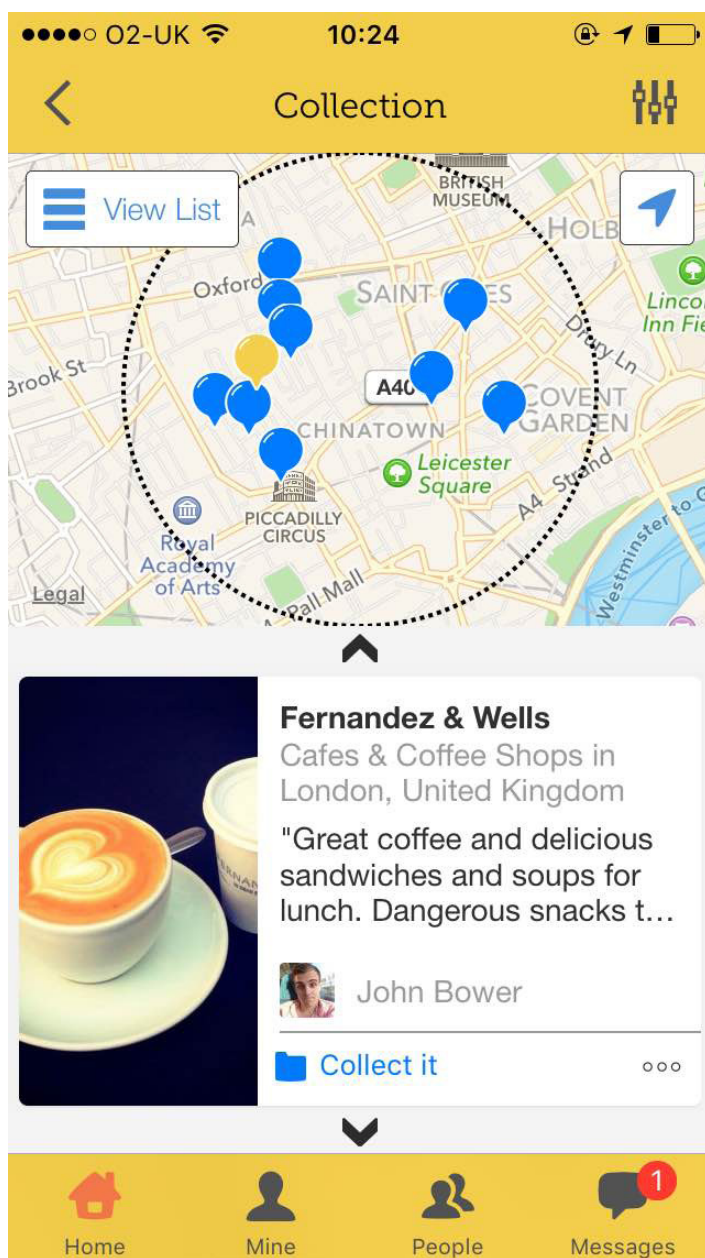 O2-UK 10:24
Collection
View List
BRITISH
MUSEUM
HOLB
A
Oxford
SAINT GILES
Linco
Inn Fie
Drury Ln
Brook St
A40
COVENT
GARDEN
CHINATOWN
Leicester
Square
A4 Strand
PICCADILLY
CIRCUS
Royal
Academy
of Arts
Westminster to G
Legal
A
Pall Mall
Fernandez & Wells
Cafes & Coffee Shops in
London, United Kingdom
"Great coffee and delicious
sandwiches and soups for
lunch. Dangerous snacks t...
John Bower
Collect it
1
Home Mine People Messages